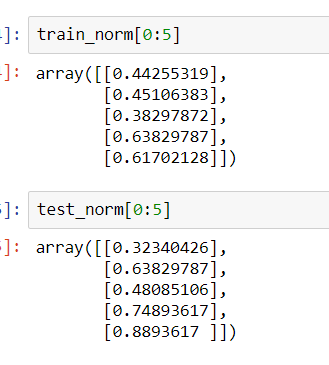 ]: train_norm[0:5]
]: array([[0.44255319],
[0.45106383],
[0.38297872],
[0.63829787],
[0.61702128]])
]: test_norm[0:5]
]: array([[0.32340426],
[0.63829787],
[0.48085106],
[0.74893617],
[0.8893617 ]])